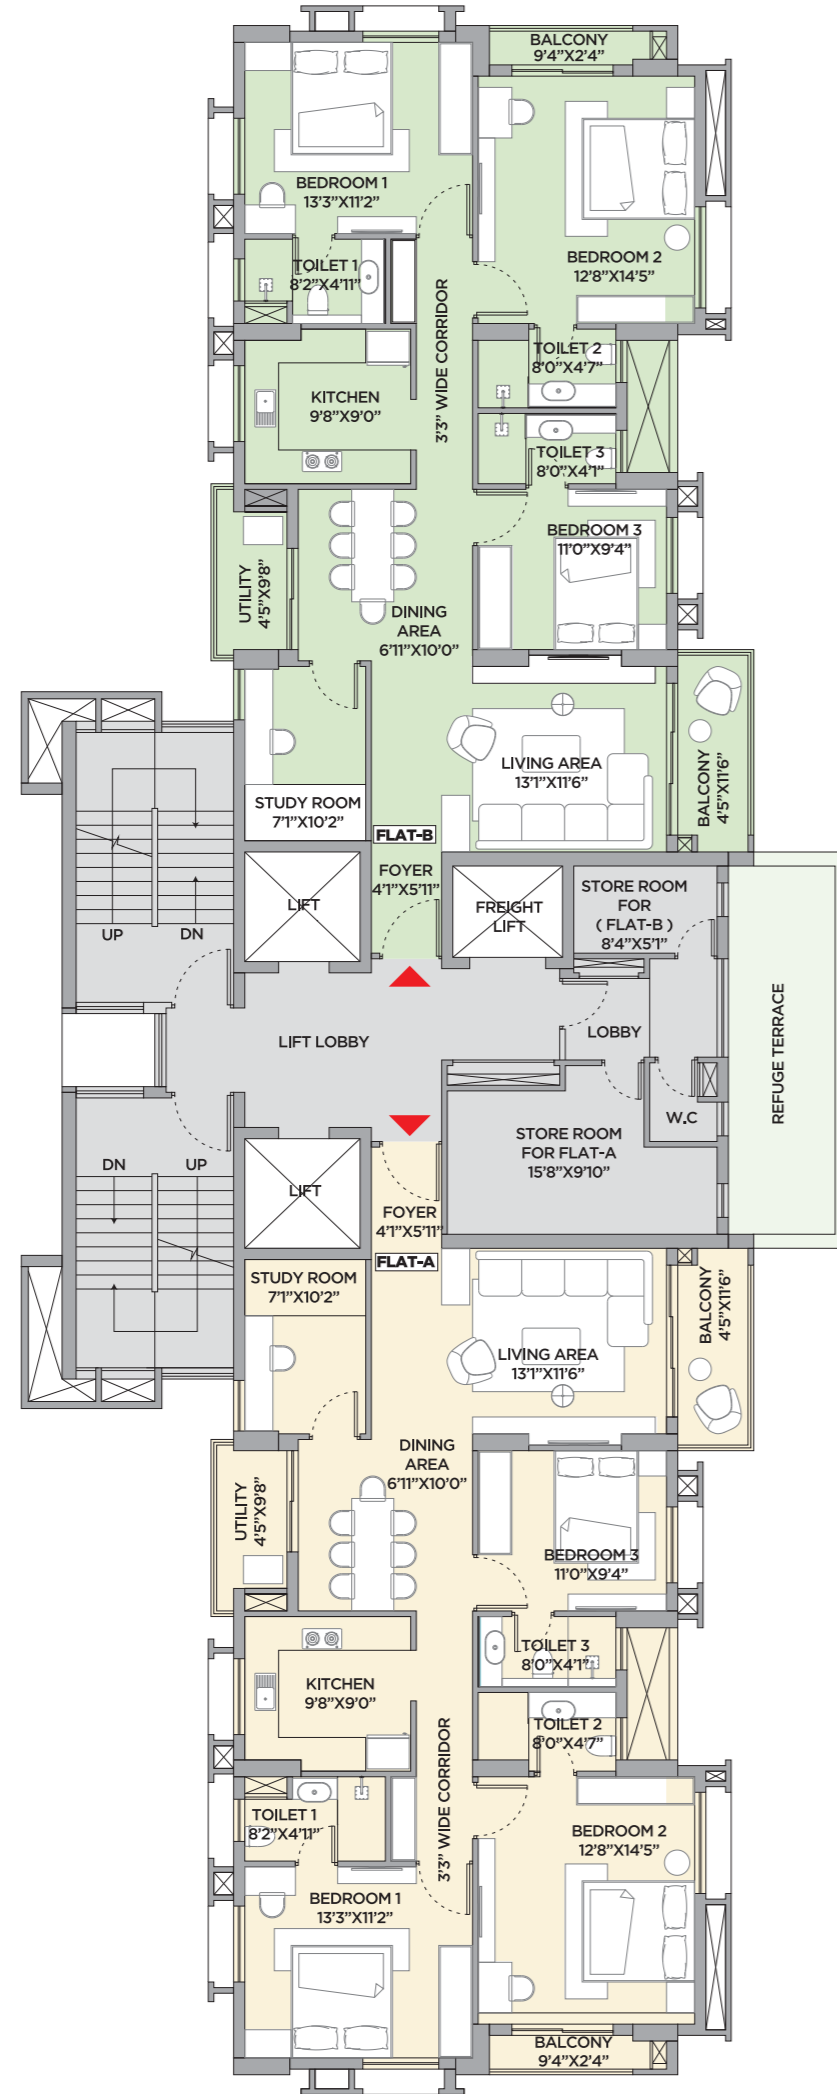 BALCONY
9'4"X2'4"
BEDROOM 1
13'3"X11'2"
BEDROOM 2
12'8"X14'5"
TOILET 1
8'2"X4'11"
3'3" WIDE CORRIDOR
TOILET 2
8'0"X4'7"
KITCHEN
9'8"X9'0"
TOILET 3
8'0"X4'1"
BEDROOM 3
11'0"X9'4"
UTILITY
4'5"X9'8"
DINING
AREA
6'11"X10'0"
LIVING AREA
13'1"X11'6"
BALCONY
4'5"X11'6"
STUDY ROOM
7'1"X10'2"
FLAT-B
FOYER
4'1"X5'11"
LIFT
FREIGHT
LIFT
STORE ROOM
FOR
( FLAT-B )
8'4"X5'1"
UP
DN
LIFT LOBBY
LOBBY
REFUGE TERRACE
W.C
STORE ROOM
FOR FLAT-A
15'8"X9'10"
DN
UP
LIFT
FOYER
4'1"X5'11"
FLAT-A
STUDY ROOM
7'1"X10'2"
LIVING AREA
13'1"X11'6"
BALCONY
4'5"X11'6"
DINING
AREA
6'11"X10'0"
UTILITY
4'5"X9'8"
BEDROOM 3
11'0"X9'4"
TOILET 3
8'0"X4'1"
KITCHEN
9'8"X9'0"
TOILET 2
8'0"X4'7"
3'3" WIDE CORRIDOR
TOILET 1
8'2"X4'11"
BEDROOM 2
12'8"X14'5"
BEDROOM 1
13'3"X11'2"
BALCONY
9'4"X2'4"